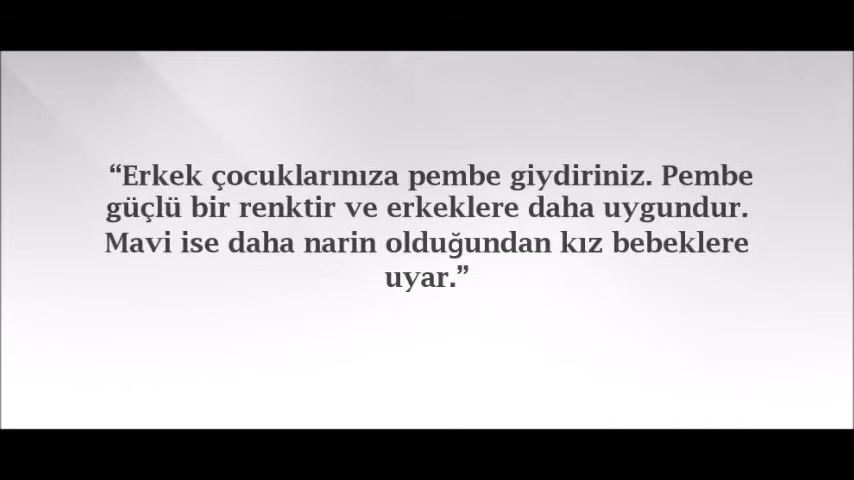 “Erkek çocuklarınıza pembe giydiriniz. Pembe
güçlü bir renktir ve erkeklere daha uygundur.
Mavi ise daha narin olduğundan kız bebeklere
uyar.”